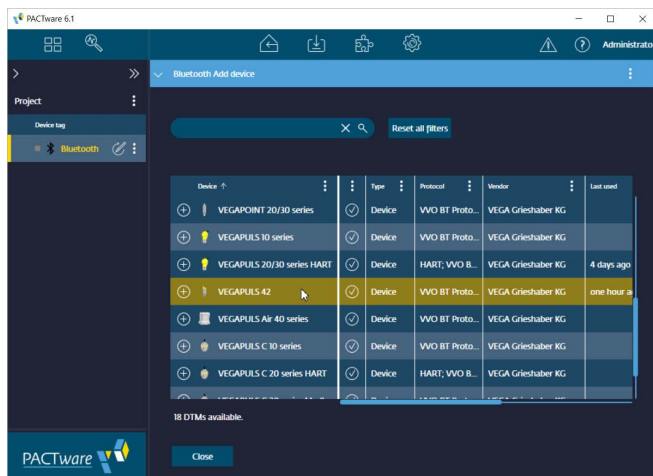 PACTware 6.1
Administrato
Bluetooth Add device
Project
Device tag
Bluetooth
Reset all filters
Device Type Protocol Vendor Last used
VEGAPOINT 20/30 series Device VVO BT Proto... VEGA Grieshaber KG
VEGAPULS 10 series Device VVO BT Proto... VEGA Grieshaber KG
VEGAPULS 20/30 series HART Device HART; VVO B... VEGA Grieshaber KG 4 days ago
VEGAPULS 42 Device VVO BT Proto... VEGA Grieshaber KG one hour a
VEGAPULS Air 40 series Device VVO BT Proto... VEGA Grieshaber KG
VEGAPULS C 10 series Device VVO BT Proto... VEGA Grieshaber KG
VEGAPULS C 20 series HART Device HART; VVO B... VEGA Grieshaber KG
18 DTMs available.
Close
PACTware